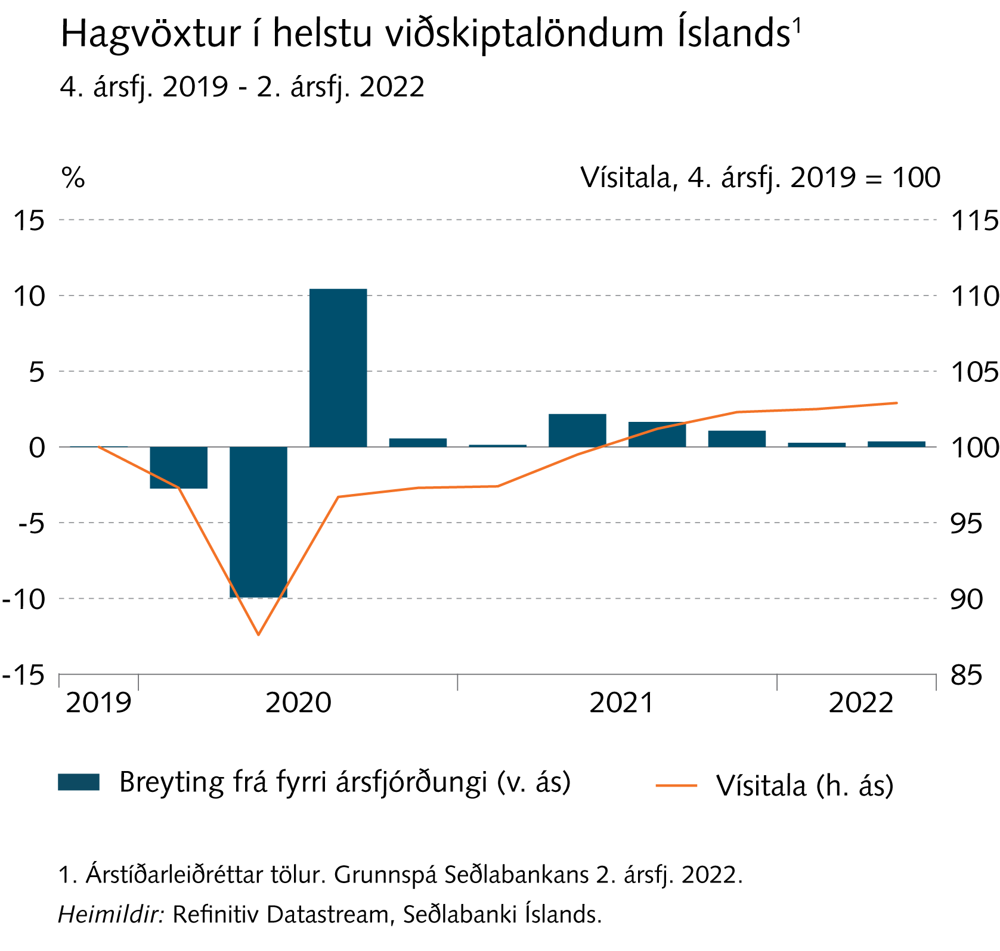 Hagvöxtur í helstu viðskiptalöndum Íslands¹
4. ársfj. 2019 - 2. ársfj. 2022
%
Vísitala, 4. ársfj. 2019 = 100
15
115
10
110
5
105
0
100
-5
95
-10
90
-15
85
2019
2020
2021
2022
Breyting frá fyrri ársfjórðungi (v. ás)
Vísitala (h. ás)
1. Árstíðarleiðréttar tölur. Grunnspá Seðlabankans 2. ársfj. 2022.
Heimildir: Refinitiv Datastream, Seðlabanki Íslands.